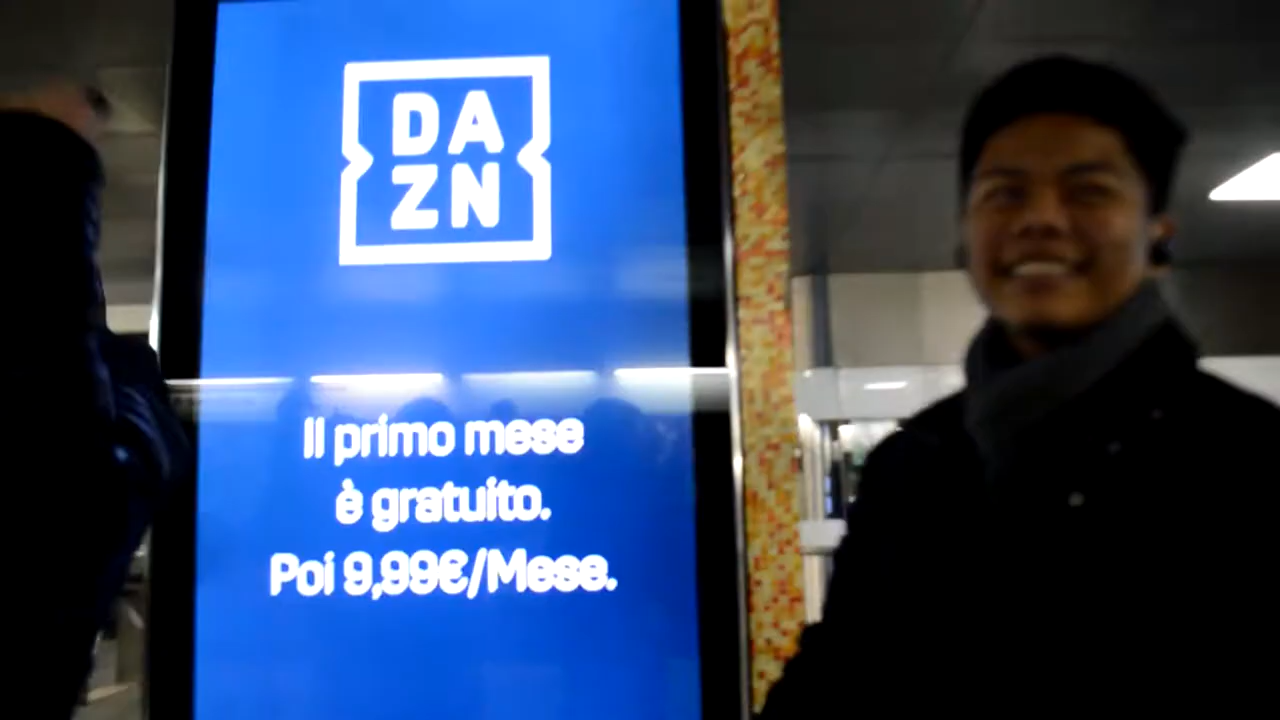 DA
ZN
Il primo mese
è gratuito.
Poi 9,99€/Mese.